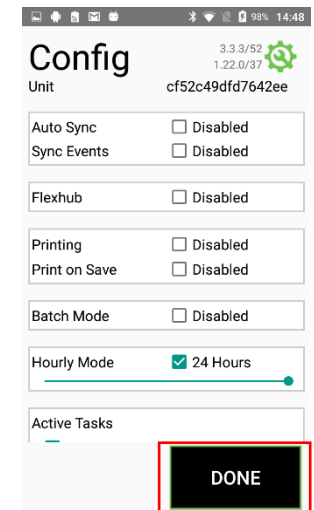 98% 14:48
Config
3.3.3/52
1.22.0/37
Unit cf52c49dfd7642ee
Auto Sync Disabled
Sync Events Disabled
Flexhub Disabled
Printing Disabled
Print on Save Disabled
Batch Mode Disabled
Hourly Mode 24 Hours
Active Tasks
DONE